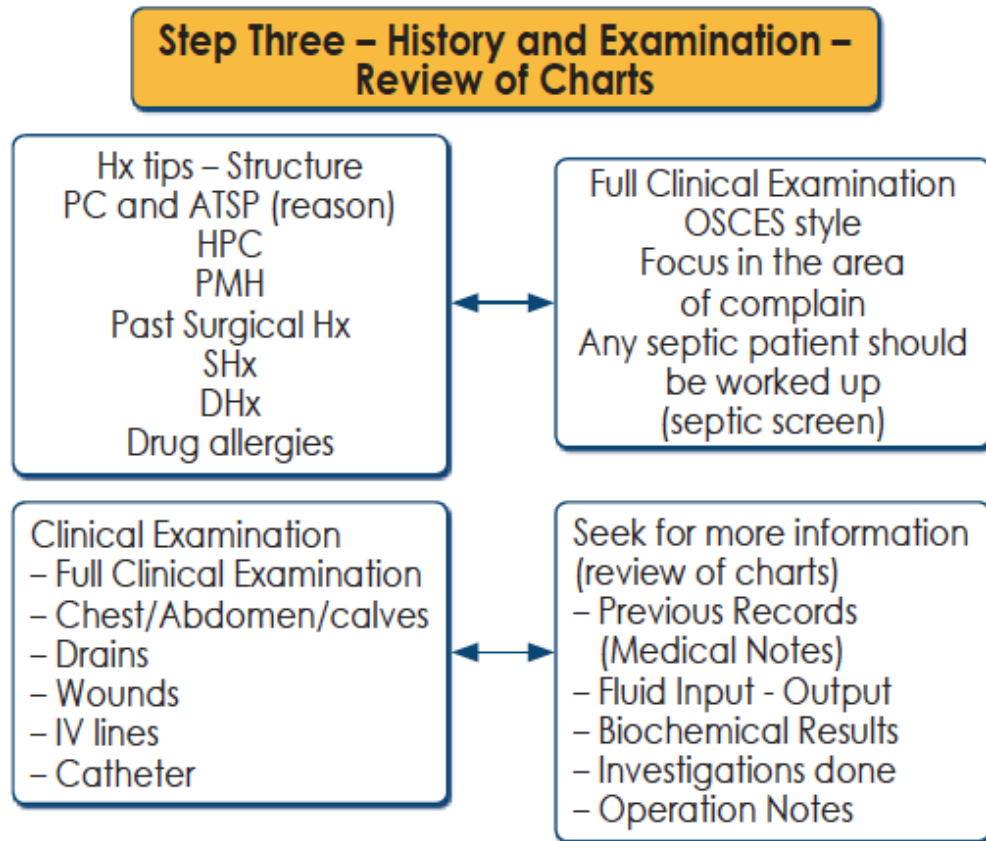 Step Three – History and Examination –
Review of Charts
Hx tips – Structure
PC and ATSP (reason)
HPC
PMH
Past Surgical Hx
SHx
DHx
Drug allergies
Full Clinical Examination
OSCES style
Focus in the area
of complain
Any septic patient should
be worked up
(septic screen)
Clinical Examination
– Full Clinical Examination
– Chest/Abdomen/calves
– Drains
– Wounds
– IV lines
– Catheter
Seek for more information
(review of charts)
– Previous Records
(Medical Notes)
– Fluid Input - Output
– Biochemical Results
– Investigations done
– Operation Notes